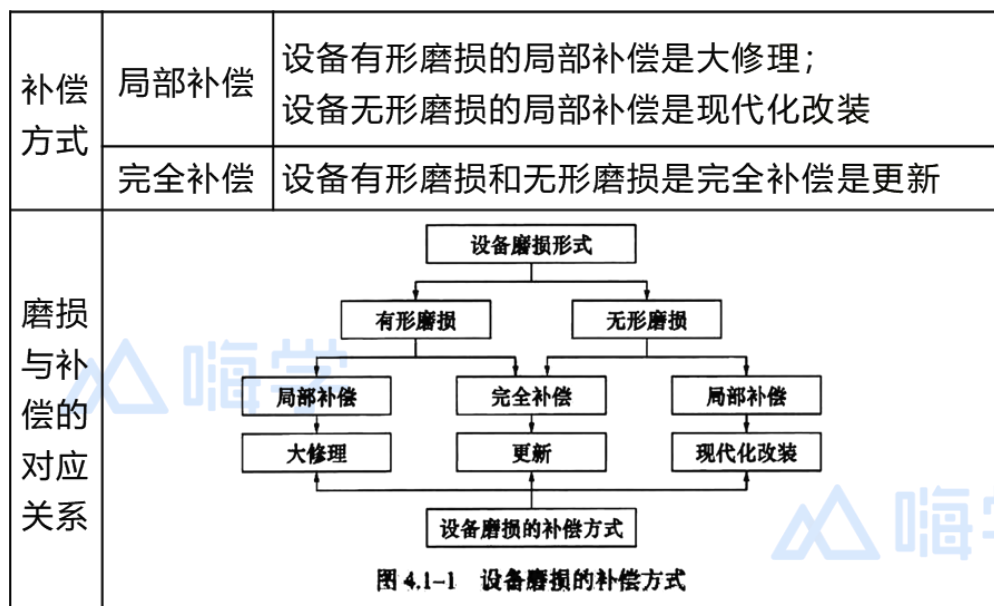 补偿
方式
局部补偿
设备有形磨损的局部补偿是大修理；
设备无形磨损的局部补偿是现代化改装
完全补偿
设备有形磨损和无形磨损是完全补偿是更新
磨损
与补
偿的
对应
关系
设备磨损形式
有形磨损
无形磨损
局部补偿
完全补偿
局部补偿
大修理
更新
现代化改装
设备磨损的补偿方式
图 4.1-1 设备磨损的补偿方式
嗨学
嗨学